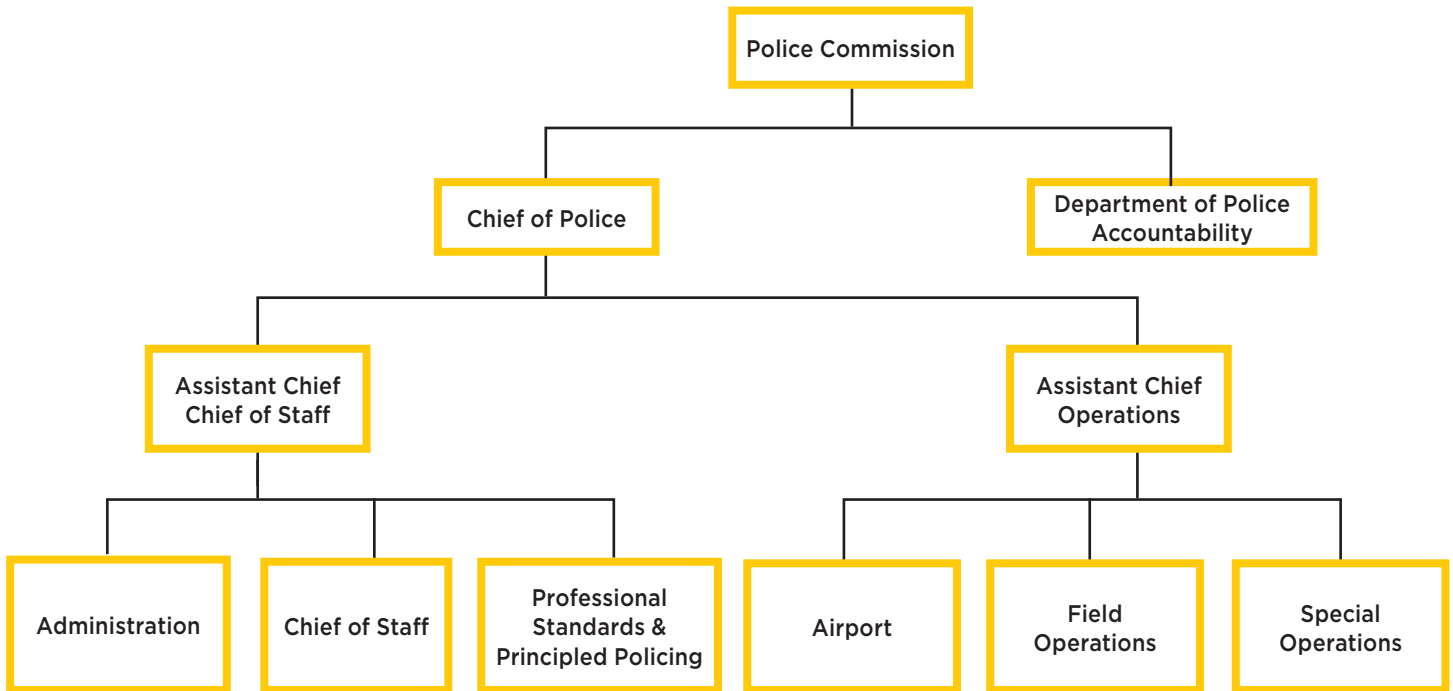 Police Commission
Chief of Police
Department of Police
Accountability
Assistant Chief
Chief of Staff
Assistant Chief
Operations
Administration
Chief of Staff
Professional
Standards &
Principled Policing
Airport
Field
Operations
Special
Operations